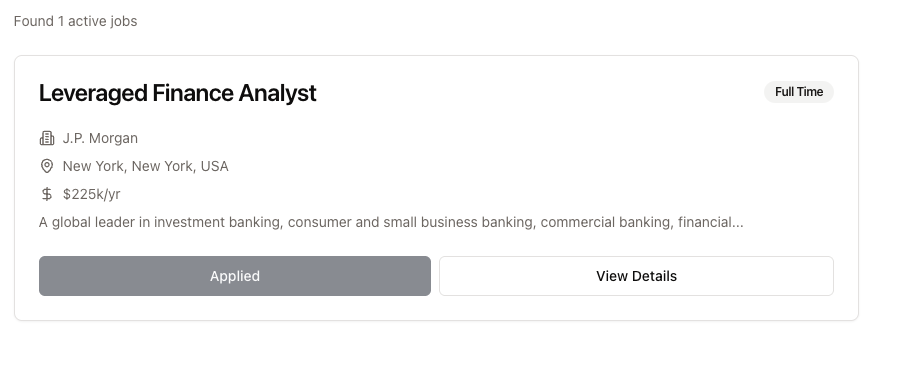 Found 1 active jobs
Leveraged Finance Analyst
Full Time
J.P. Morgan
New York, New York, USA
$225k/yr
A global leader in investment banking, consumer and small business banking, commercial banking, financial...
Applied
View Details